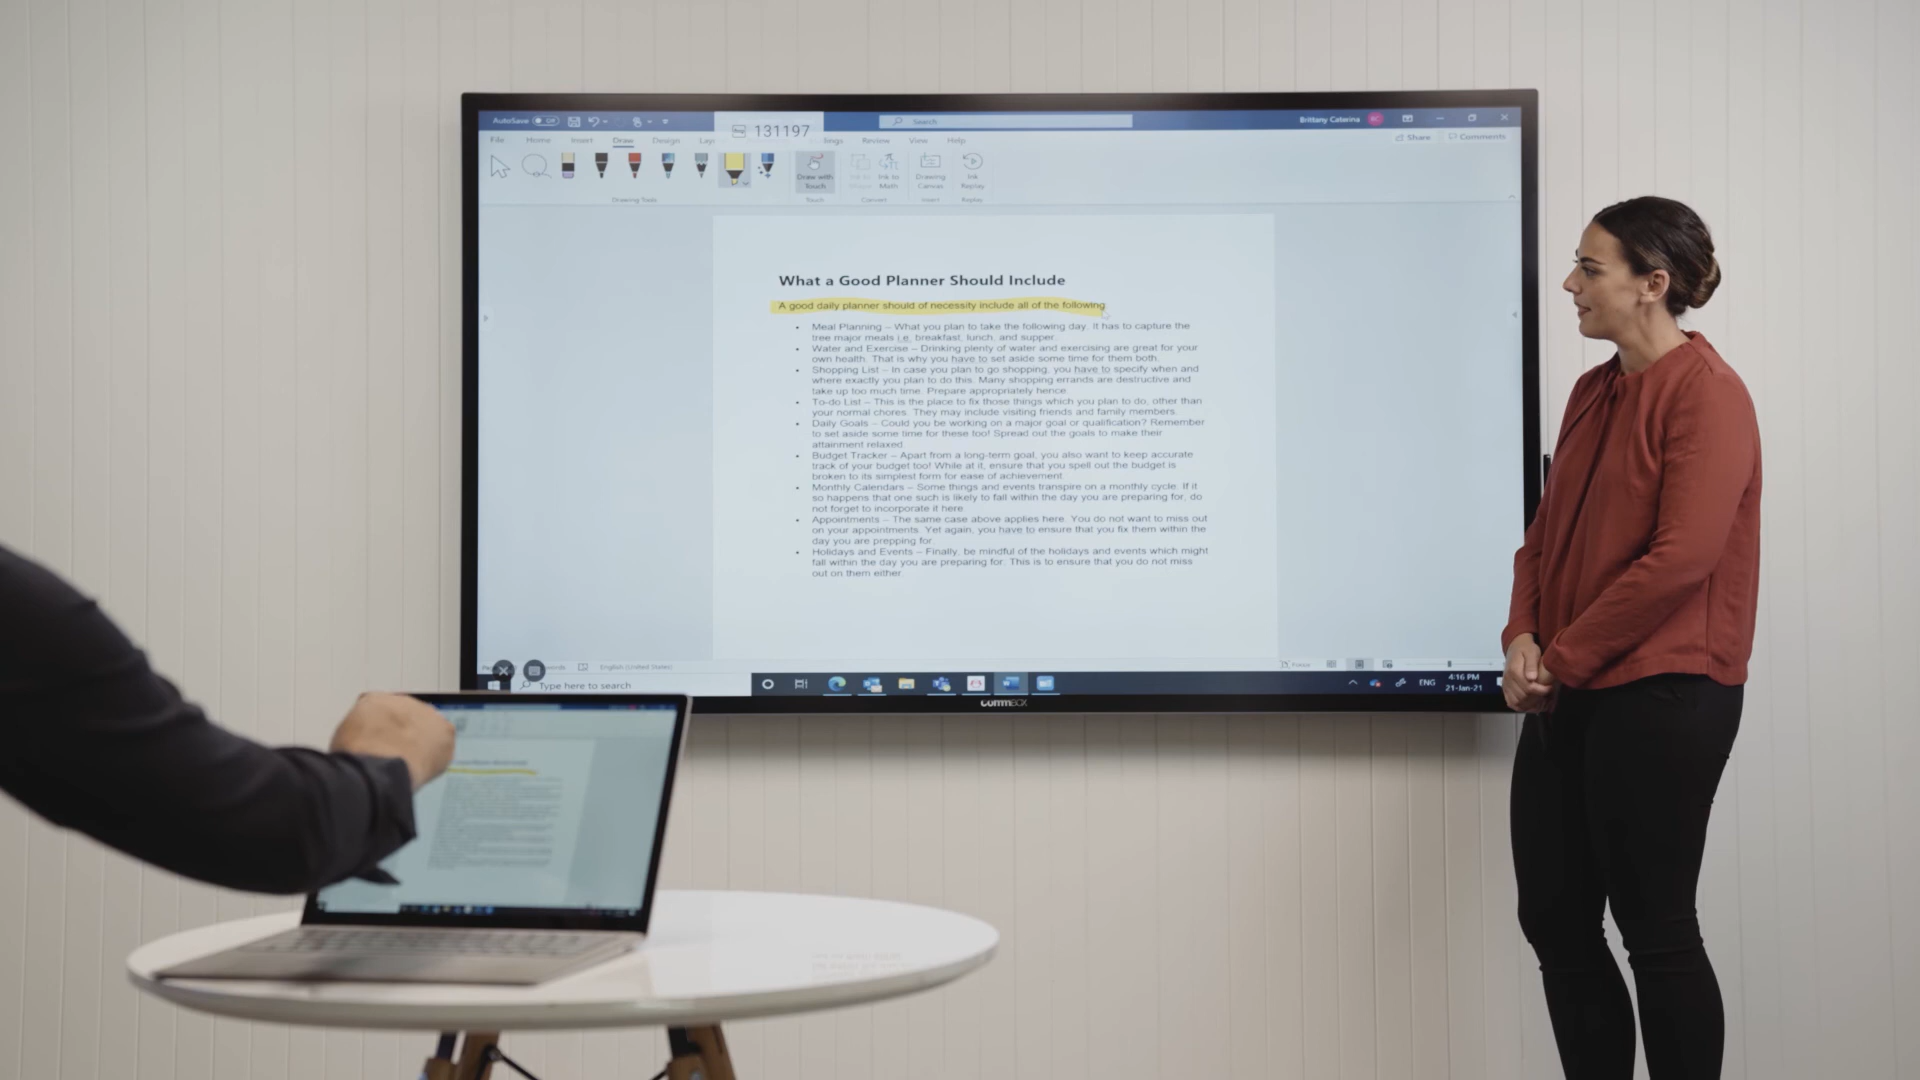 AutoSave Off
131197
Search
Brittany Caterina
BC
File Home Insert Draw Design Review View Help
Share Comments
Draw with Touch
Ink to Math
Drawing Canvas
Ink Replay
Drawing Tools
Touch
Convert
Insert
Replay
What a Good Planner Should Include
A good daily planner should of necessity include all of the following
• Meal Planning – What you plan to take the following day. It has to capture the
tree major meals i.e. breakfast, lunch, and supper.
• Water and Exercise – Drinking plenty of water and exercising are great for your
own health. That is why you have to set aside some time for them both.
• Shopping List – In case you plan to go shopping, you have to specify when and
where exactly you plan to do this. Many shopping errands are destructive and
take up too much time. Prepare appropriately hence.
• To-do List – This is the place to fix those things which you plan to do, other than
your normal chores. They may include visiting friends and family members.
• Daily Goals – Could you be working on a major goal or qualification? Remember
to set aside some time for these too! Spread out the goals to make their
attainment relaxed
• Budget Tracker – Apart from a long-term goal, you also want to keep accurate
track of your budget too! While at it, ensure that you spell out the budget is
broken to its simplest form for ease of achievement.
• Monthly Calendars – Some things and events transpire on a monthly cycle. If it
so happens that one such is likely to fall within the day you are preparing for, do
not forget to incorporate it here
• Appointments – The same case above applies here. You do not want to miss out
on your appointments. Yet again, you have to ensure that you fix them within the
day you are prepping for.
• Holidays and Events – Finally, be mindful of the holidays and events which might
fall within the day you are preparing for. This is to ensure that you do not miss
out on them either.
English (United States)
Focus
Type here to search
ENG
4:16 PM
21-Jan-21
COMMBOX